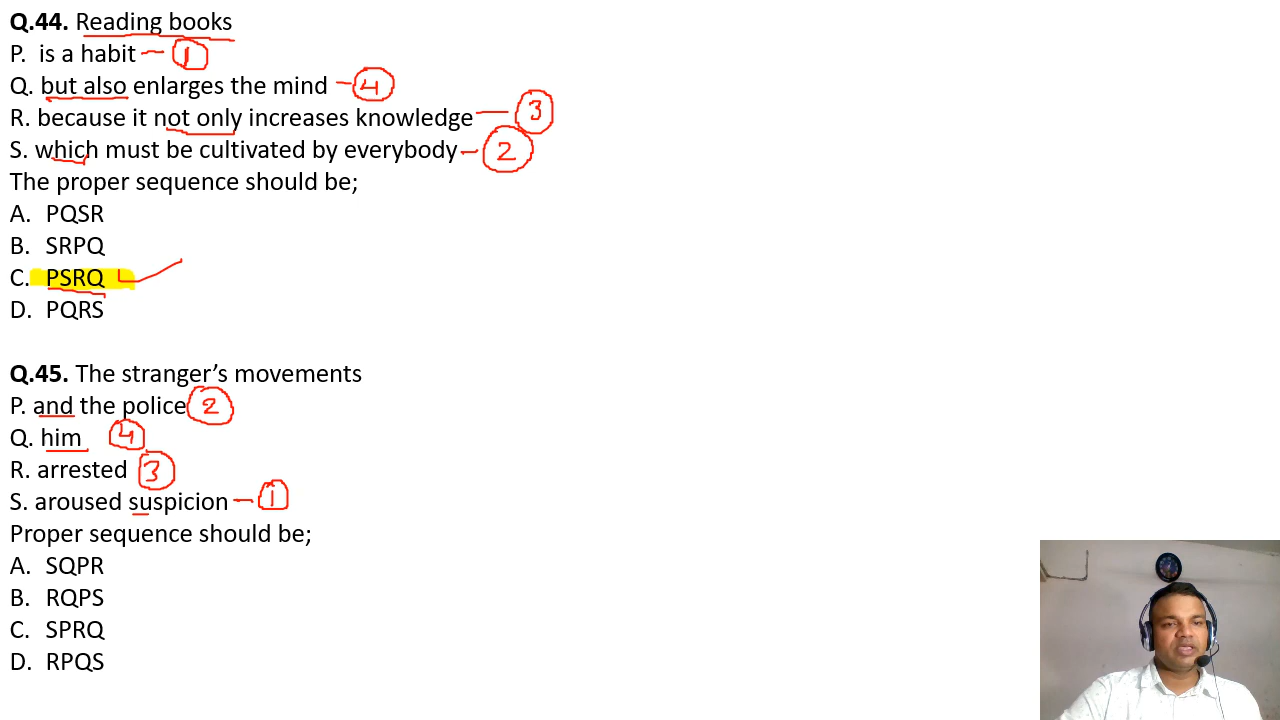 Q.44. Reading books
P. is a habit - 1
Q. but also enlarges the mind - 4
R. because it not only increases knowledge - 3
S. which must be cultivated by everybody - 2
The proper sequence should be;
A. PQSR
B. SRPQ
C. PSRQ
D. PQRS
Q.45. The stranger’s movements
P. and the police 2
Q. him 4
R. arrested 3
S. aroused suspicion - 1
Proper sequence should be;
A. SQPR
B. RQPS
C. SPRQ
D. RPQS